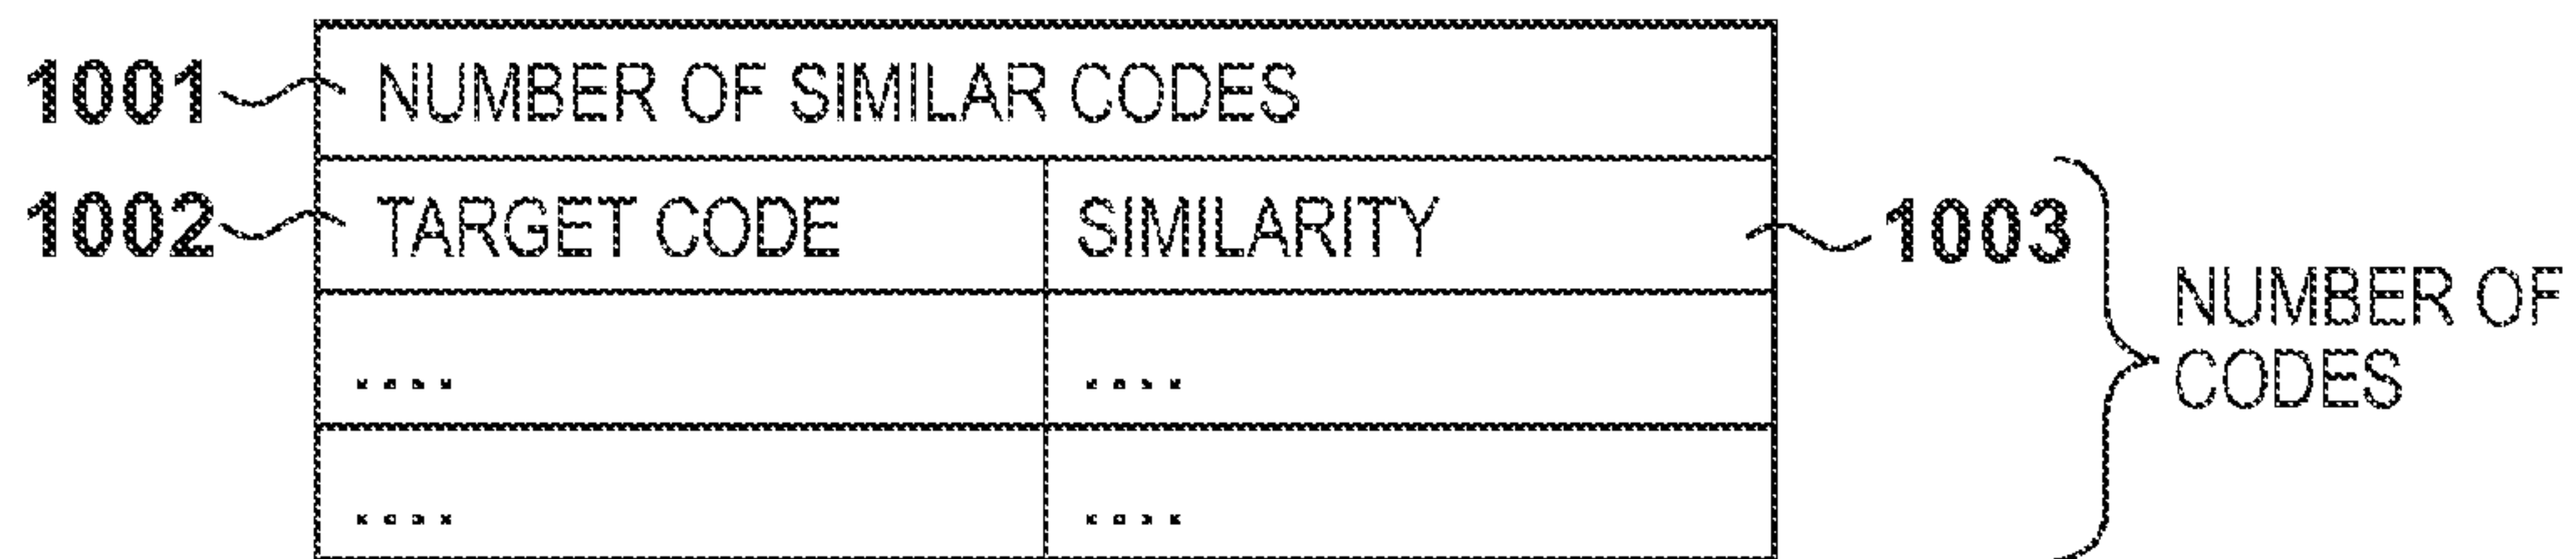 1001 NUMBER OF SIMILAR CODES
1002 TARGET CODE SIMILARITY 1003
.... ....
.... ....
NUMBER OF
CODES